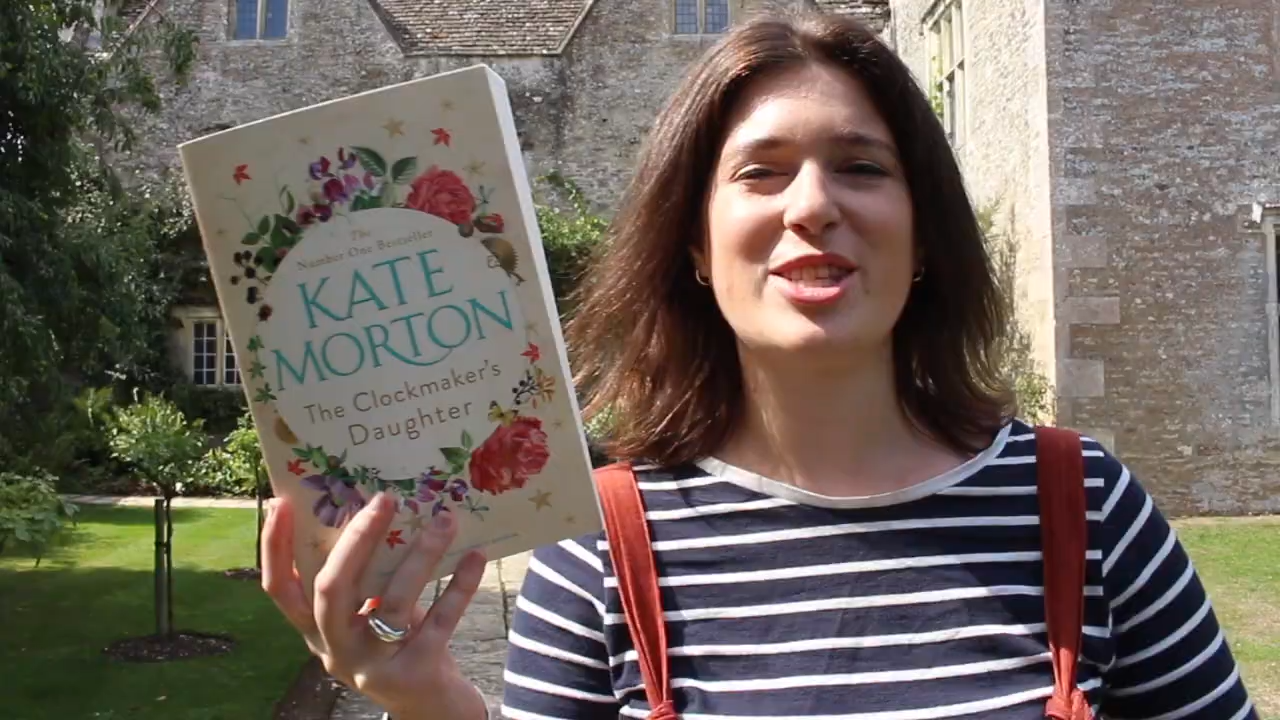 The
Number One Bestseller
KATE
MORTON
The Clockmaker's
Daughter